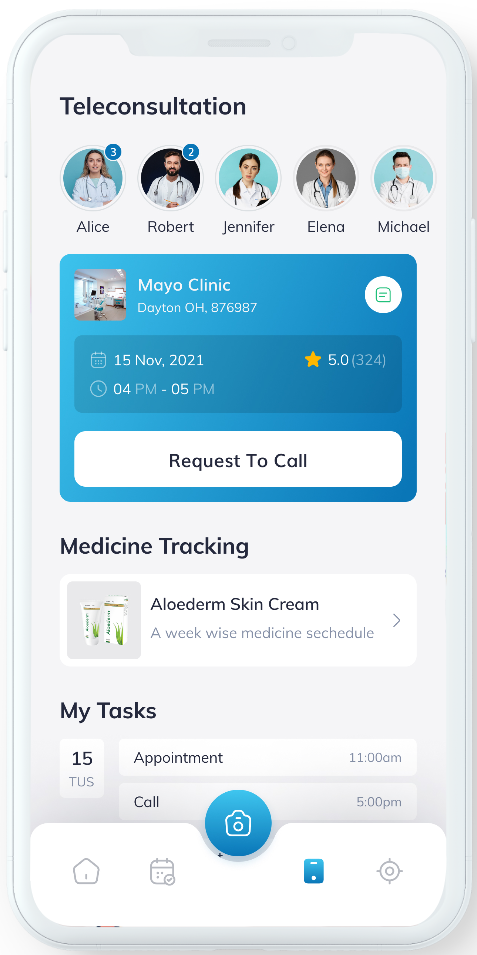 Teleconsultation
3
2
Alice
Robert
Jennifer
Elena
Michael
Mayo Clinic
Dayton OH, 876987
15 Nov, 2021
5.0 (324)
04 PM - 05 PM
Request To Call
Medicine Tracking
Aloederm
Aloederm
Aloederm Skin Cream
A week wise medicine sechedule
My Tasks
15
TUS
Appointment
11:00am
Call
5:00pm